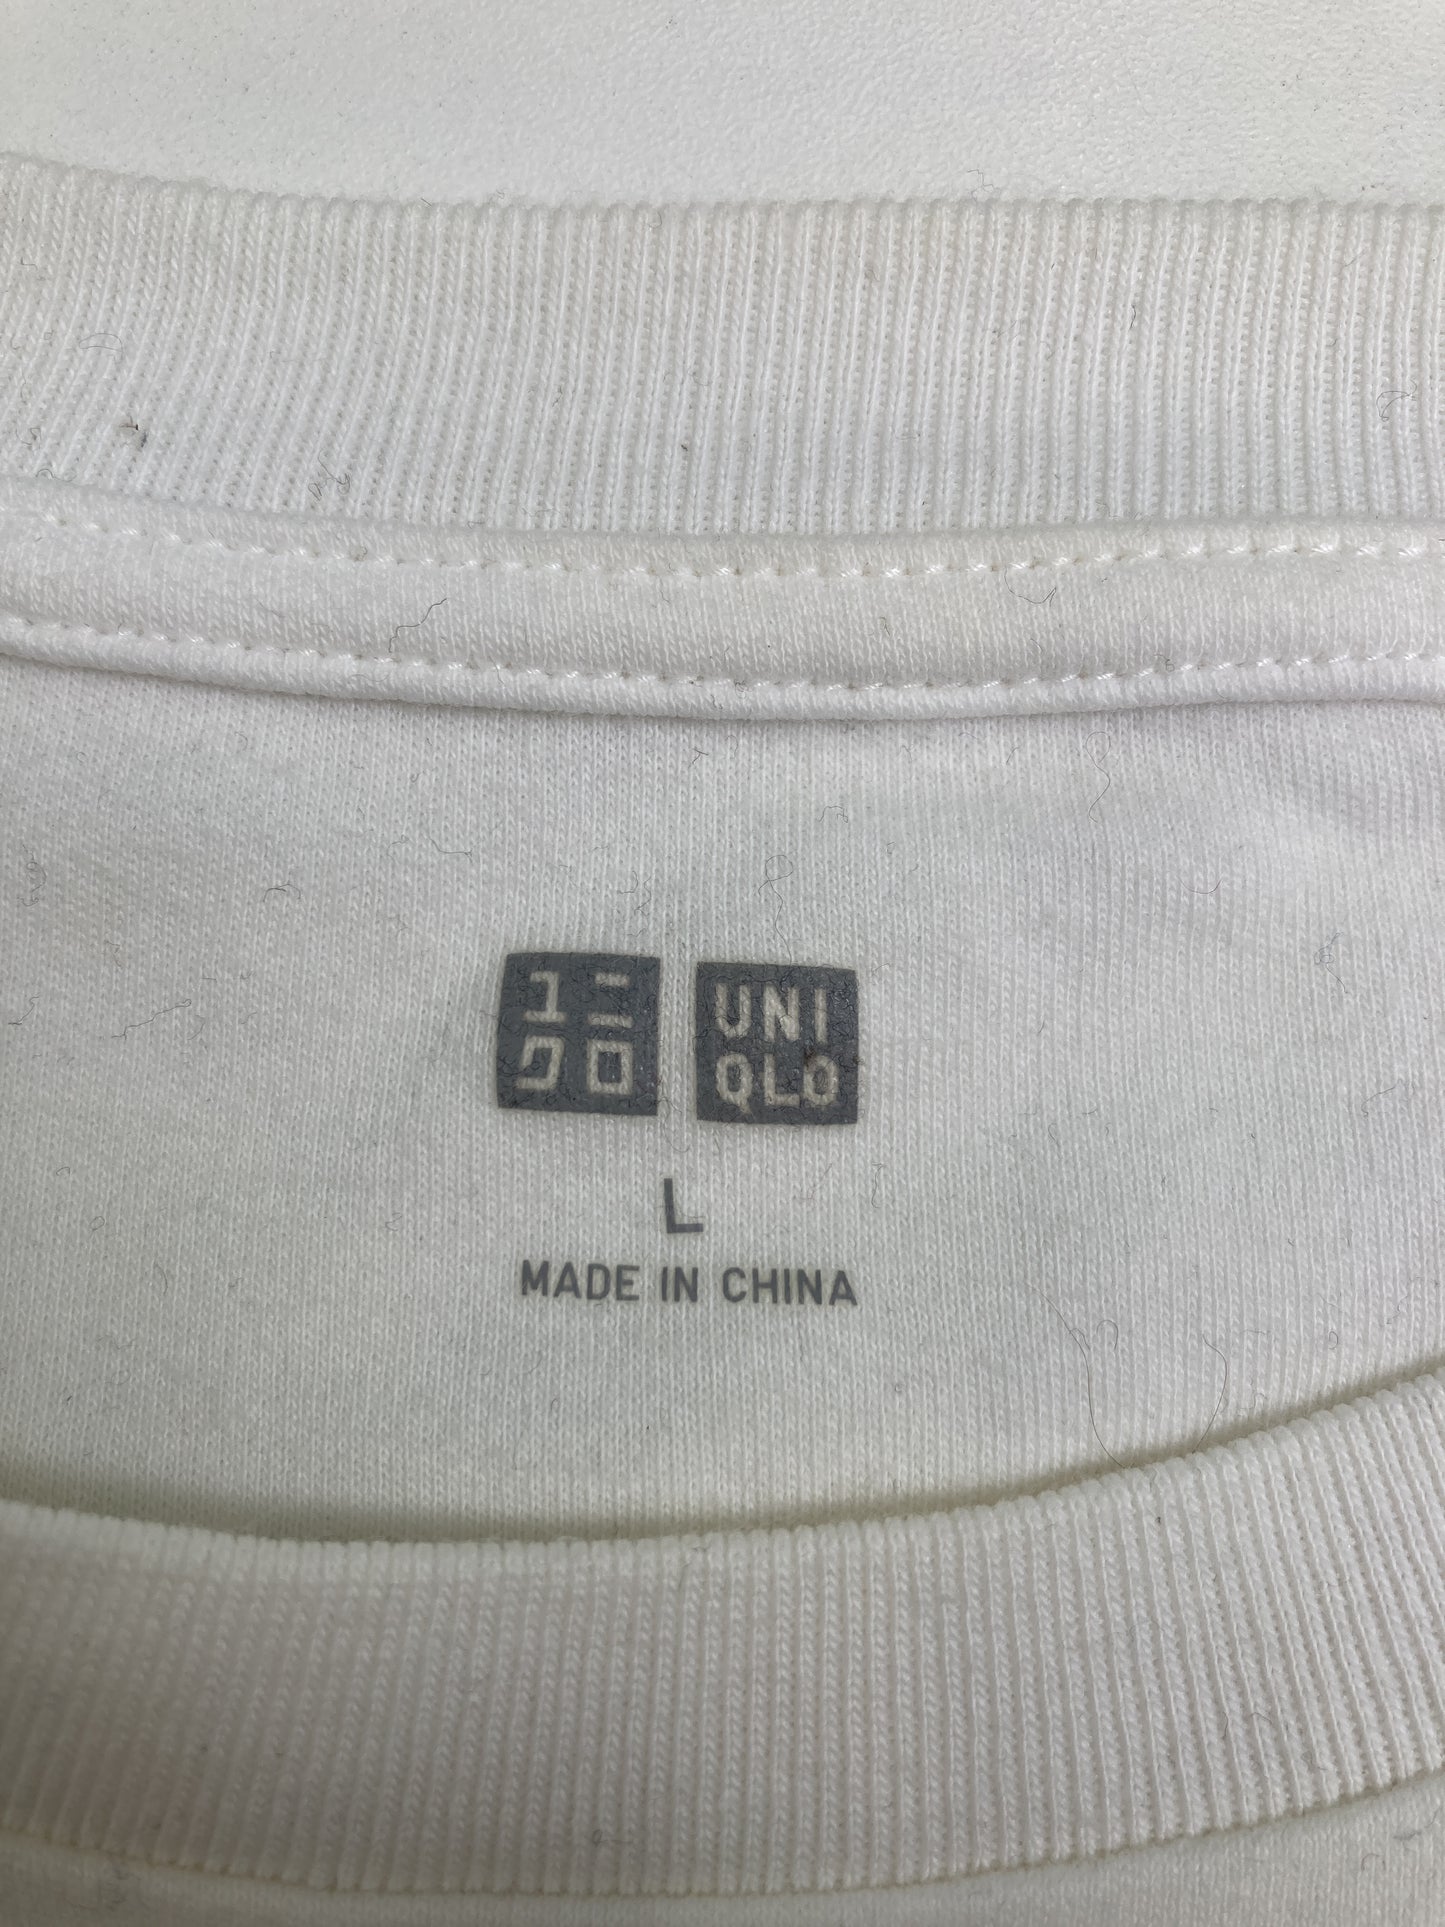 ユニ UNI
クロ QLO
L
MADE IN CHINA